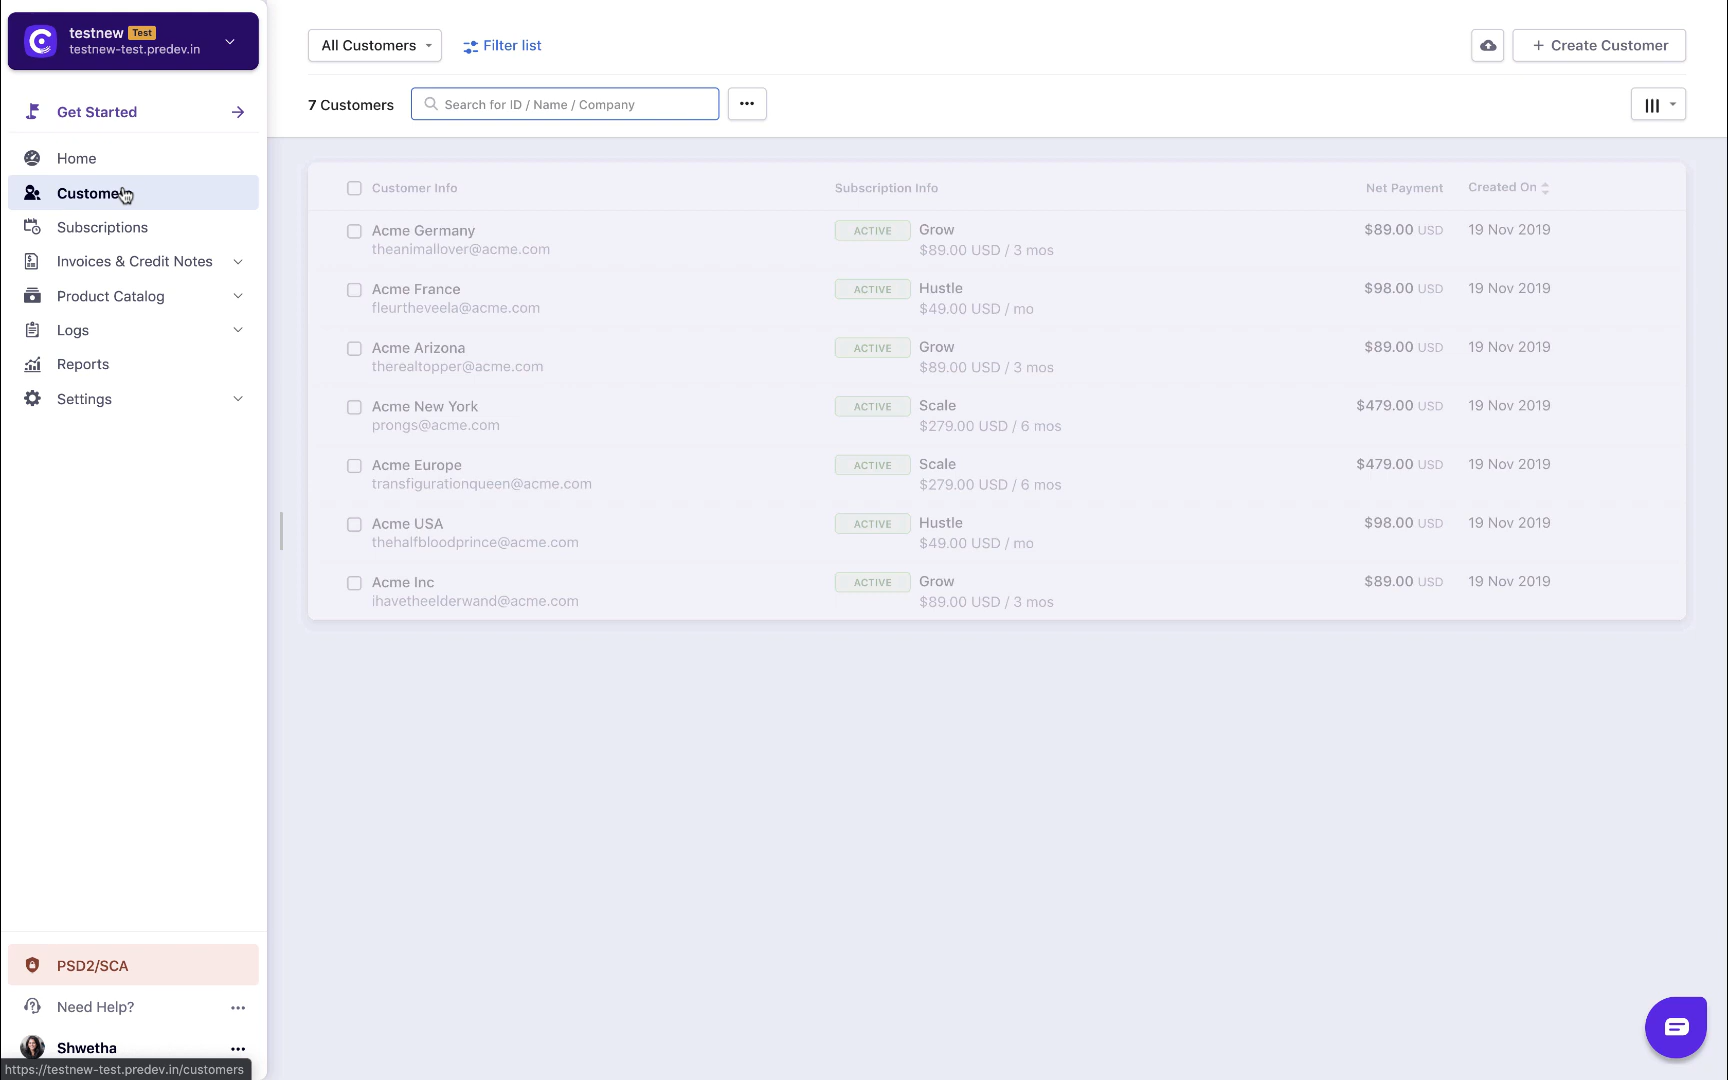 testnew Test
testnew-test.predev.in
Get Started
Home
Custome
Subscriptions
Invoices & Credit Notes
Product Catalog
Logs
Reports
Settings
PSD2/SCA
Need Help?
Shwetha
https://testnew-test.predev.in/customers
All Customers
Filter list
+ Create Customer
7 Customers
Search for ID / Name / Company
Customer Info Subscription Info Net Payment Created On
Acme Germany ACTIVE Grow $89.00 USD 19 Nov 2019
theanimallover@acme.com $89.00 USD / 3 mos
Acme France ACTIVE Hustle $98.00 USD 19 Nov 2019
fleurtheveela@acme.com $49.00 USD / mo
Acme Arizona ACTIVE Grow $89.00 USD 19 Nov 2019
therealtopper@acme.com $89.00 USD / 3 mos
Acme New York ACTIVE Scale $479.00 USD 19 Nov 2019
prongs@acme.com $279.00 USD / 6 mos
Acme Europe ACTIVE Scale $479.00 USD 19 Nov 2019
transfigurationqueen@acme.com $279.00 USD / 6 mos
Acme USA ACTIVE Hustle $98.00 USD 19 Nov 2019
thehalfbloodprince@acme.com $49.00 USD / mo
Acme Inc ACTIVE Grow $89.00 USD 19 Nov 2019
ihavetheelderwand@acme.com $89.00 USD / 3 mos